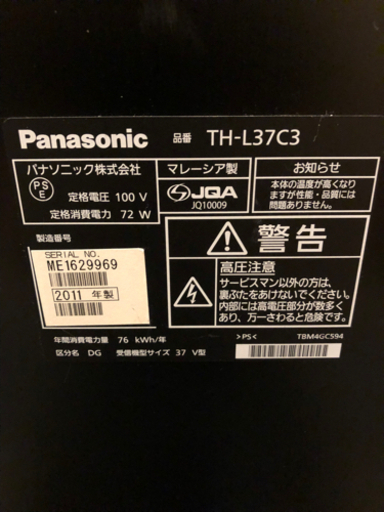 Panasonic 品番 TH-L37C3
パナソニック株式会社
PS
E
定格電圧 100 V
定格消費電力 72 W
マレーシア製
JQA
JQ10009
お知らせ
本体の温度が高くなり
ますが性能・品質には
問題ありません。
製造番号
SERIAL NO.
ME1629969
2011 年製
警告
高圧注意
サービスマン以外の方は、
裏ぶたをあけないでください。
内部には高電圧部分が数多く
あり、万一さわると危険です。
年間消費電力量 76 kWh/年
区分名 DG 受信機型サイズ 37 V型
>PS<
TBM4GC594